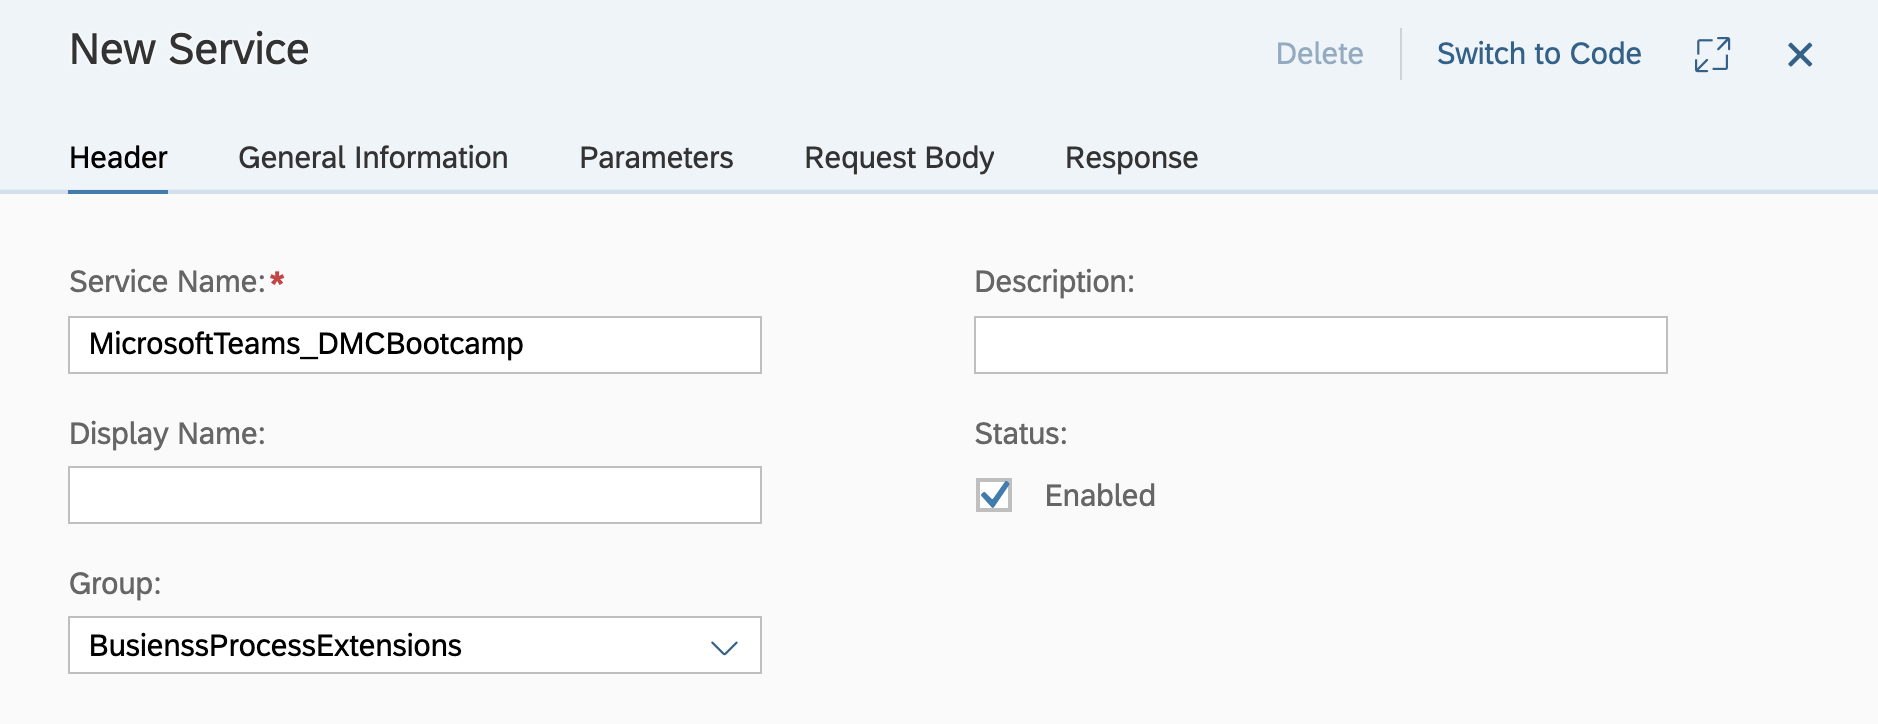 New Service
Delete
Switch to Code
Header
General Information
Parameters
Request Body
Response
Service Name:*
MicrosoftTeams_DMCBootcamp
Description:
Display Name:
Status:
Enabled
Group:
BusienssProcessExtensions